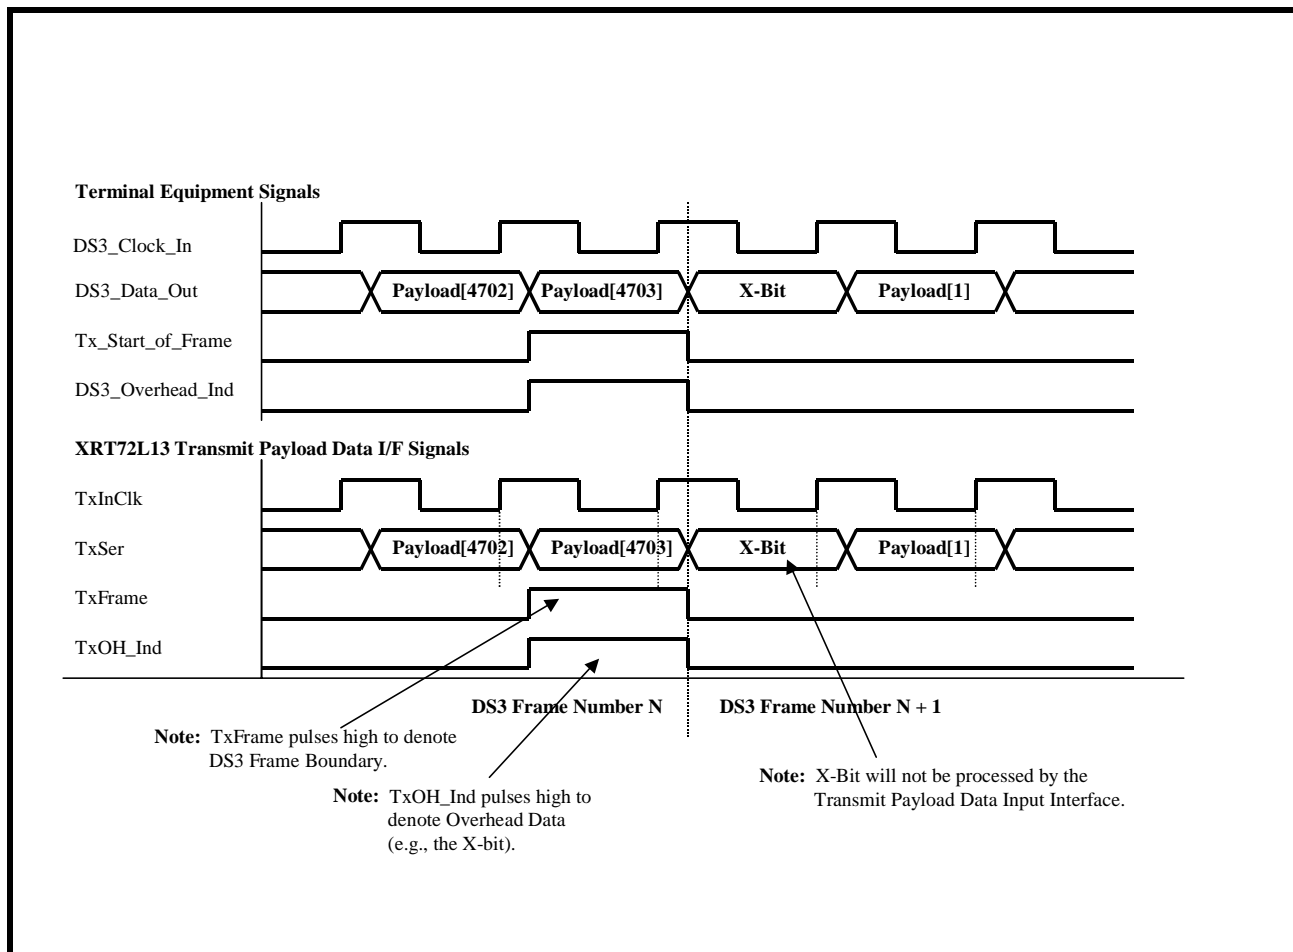 Terminal Equipment Signals
DS3_Clock_In
DS3_Data_Out
Payload[4702] Payload[4703] X-Bit Payload[1]
Tx_Start_of_Frame
DS3_Overhead_Ind
XRT72L13 Transmit Payload Data I/F Signals
TxInClk
TxSer
Payload[4702] Payload[4703] X-Bit Payload[1]
TxFrame
TxOH_Ind
DS3 Frame Number N DS3 Frame Number N + 1
Note: TxFrame pulses high to denote
DS3 Frame Boundary.
Note: TxOH_Ind pulses high to
denote Overhead Data
(e.g., the X-bit).
Note: X-Bit will not be processed by the
Transmit Payload Data Input Interface.